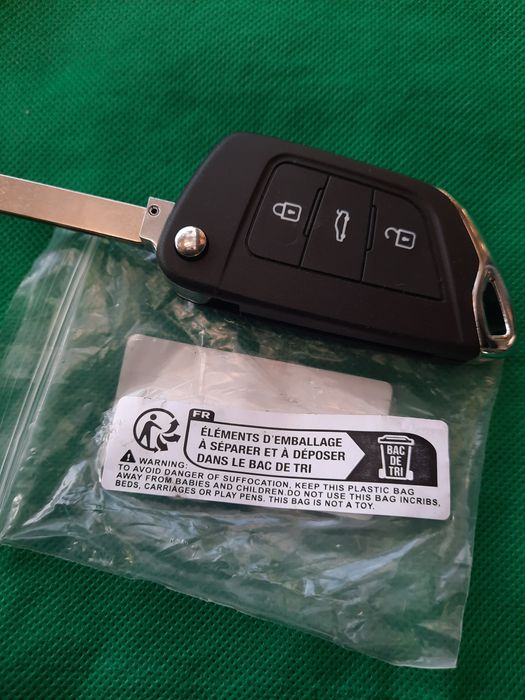 FR
ÉLÉMENTS D'EMBALLAGE
À SÉPARER ET À DÉPOSER
DANS LE BAC DE TRI
BAC
DE
TRI
WARNING:
TO AVOID DANGER OF SUFFOCATION, KEEP THIS PLASTIC BAG
AWAY FROM BABIES AND CHILDREN.DO NOT USE THIS BAG INCRIBS,
BEDS, CARRIAGES OR PLAY PENS. THIS BAG IS NOT A TOY.